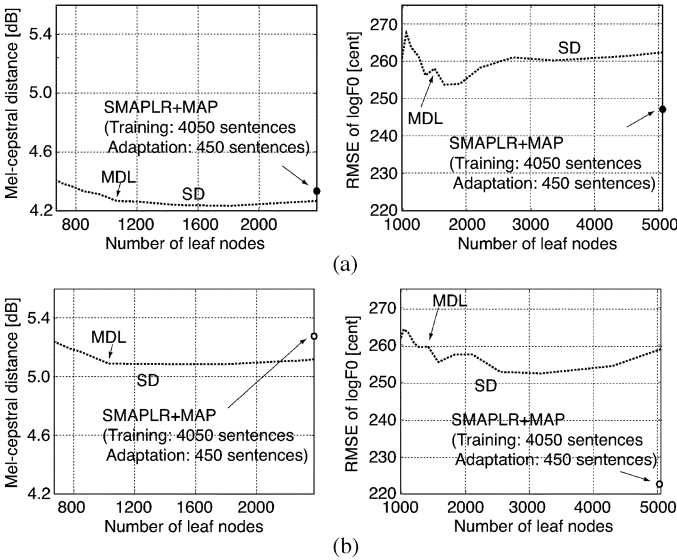 Mel-cepstral distance [dB]
5.4
5.0
4.6
4.2
SMAPLR+MAP
(Training: 4050 sentences
Adaptation: 450 sentences)
MDL
SD
800
1200
1600
2000
Number of leaf nodes
RMSE of logF0 [cent]
270
260
250
240
230
220
SD
MDL
SMAPLR+MAP
(Training: 4050 sentences
Adaptation: 450 sentences)
1000
2000
3000
4000
5000
Number of leaf nodes
(a)
Mel-cepstral distance [dB]
5.4
5.0
4.6
4.2
MDL
SD
SMAPLR+MAP
(Training: 4050 sentences
Adaptation: 450 sentences)
800
1200
1600
2000
Number of leaf nodes
RMSE of logF0 [cent]
270
260
250
240
230
220
MDL
SD
SMAPLR+MAP
(Training: 4050 sentences
Adaptation: 450 sentences)
1000
2000
3000
4000
5000
Number of leaf nodes
(b)